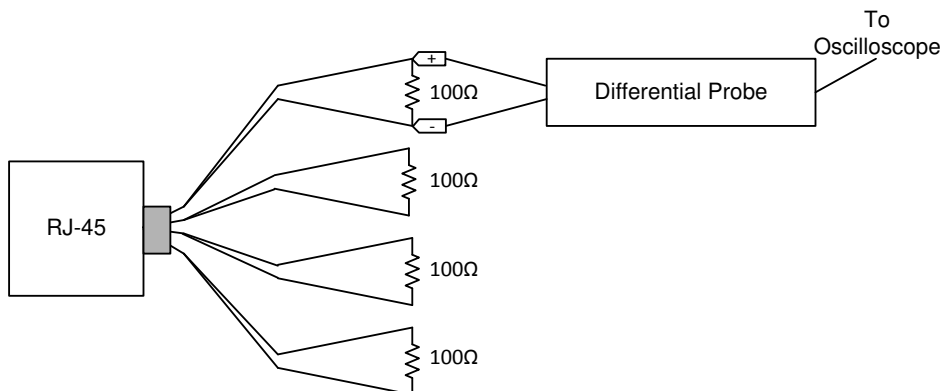 To
Oscilloscope
+
100Ω
Differential Probe
-
100Ω
RJ-45
100Ω
100Ω